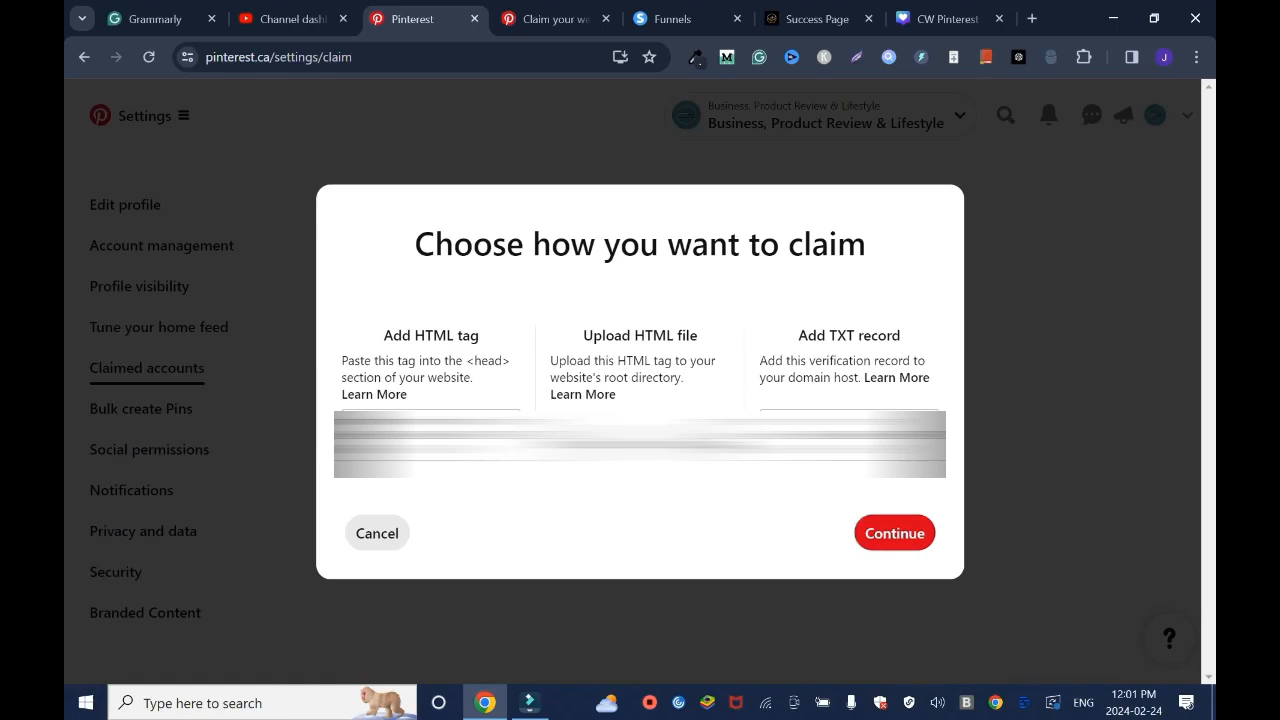 Grammarly
Channel dash
Pinterest
Claim your we
Funnels
Success Page
CW Pinterest
pinterest.ca/settings/claim
J
Settings
Business, Product Review & Lifestyle
Business, Product Review & Lifestyle
Edit profile
Account management
Profile visibility
Tune your home feed
Claimed accounts
Bulk create Pins
Social permissions
Notifications
Privacy and data
Security
Branded Content
Choose how you want to claim
Add HTML tag
Paste this tag into the <head>
section of your website.
Learn More
Upload HTML file
Upload this HTML tag to your
website's root directory.
Learn More
Add TXT record
Add this verification record to
your domain host. Learn More
Cancel
Continue
?
Type here to search
ENG
12:01 PM
2024-02-24